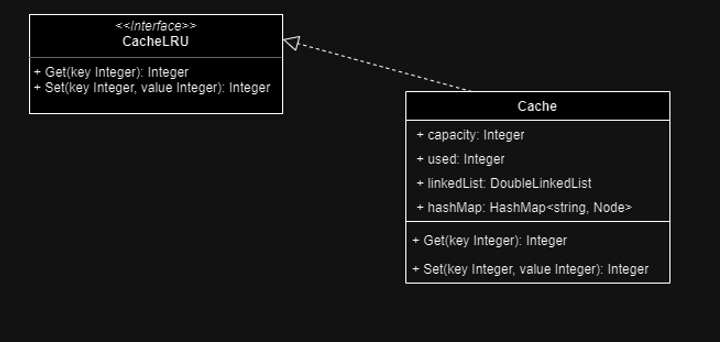 <<Interface>>
CacheLRU
+ Get(key Integer): Integer
+ Set(key Integer, value Integer): Integer
Cache
+ capacity: Integer
+ used: Integer
+ linkedList: DoubleLinkedList
+ hashMap: HashMap<string, Node>
+ Get(key Integer): Integer
+ Set(key Integer, value Integer): Integer